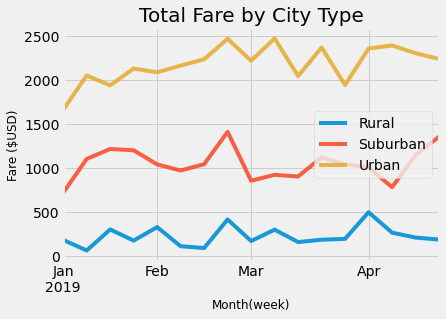 Total Fare by City Type
2500
2000
1500
1000
500
0
Fare ($USD)
Rural
Suburban
Urban
Jan
2019
Feb
Mar
Apr
Month(week)